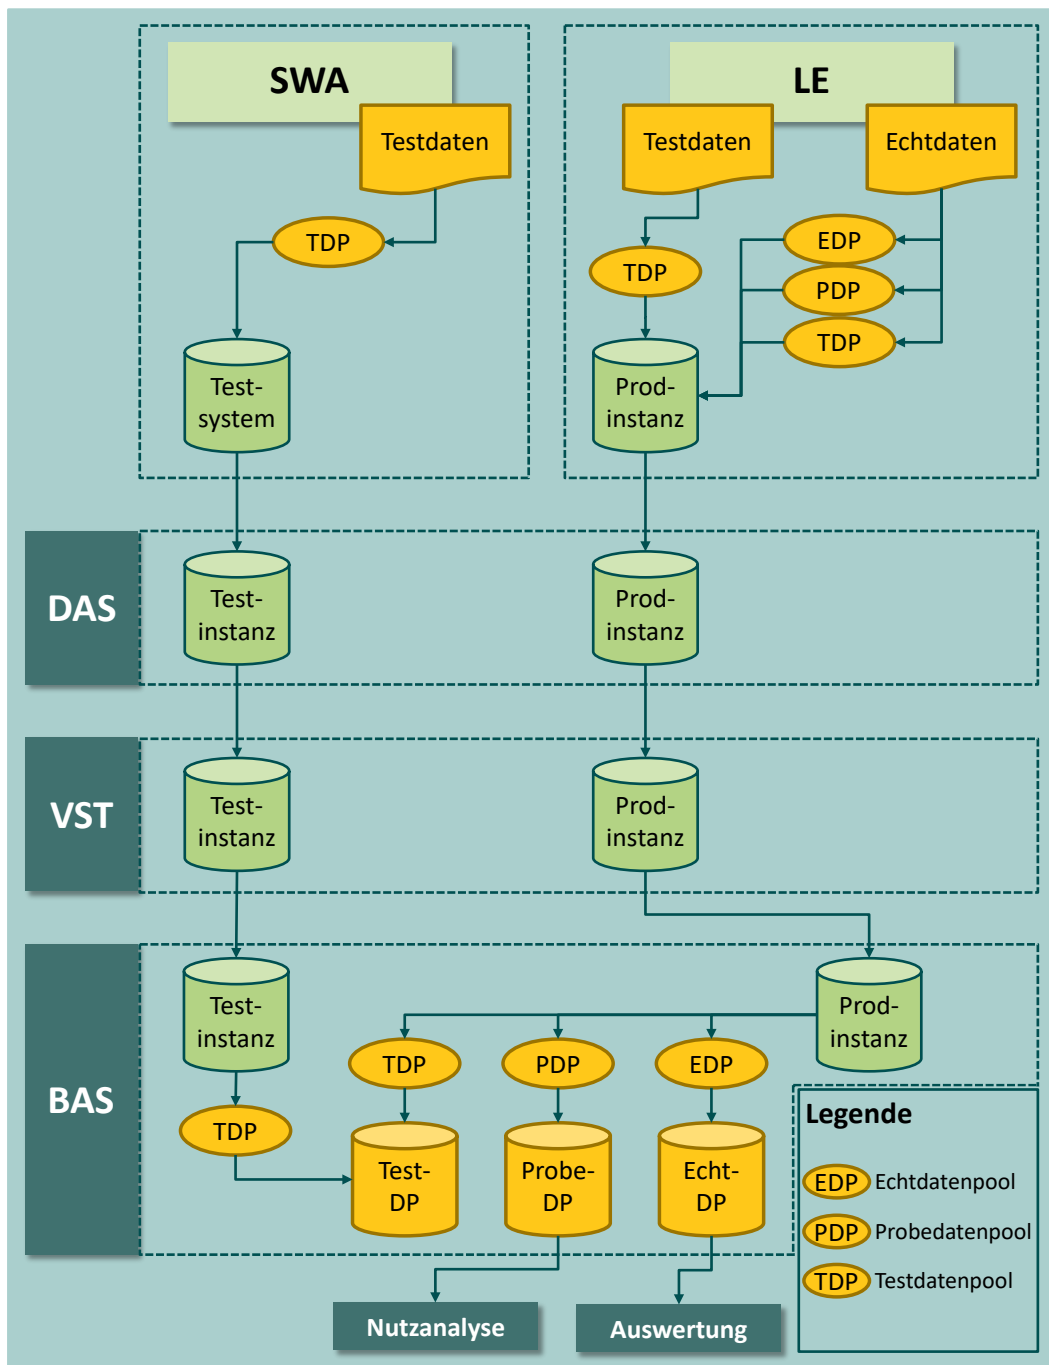 SWA
Testdaten
TDP
Test-
system
LE
Testdaten
Echtdaten
TDP
EDP
PDP
TDP
Prod-
instanz
DAS
Test-
instanz
Prod-
instanz
VST
Test-
instanz
Prod-
instanz
BAS
Test-
instanz
Prod-
instanz
TDP
PDP
EDP
TDP
Test-
DP
Probe-
DP
Echt-
DP
Legende
EDP Echtdatenpool
PDP Probedatenpool
TDP Testdatenpool
Nutzanalyse
Auswertung